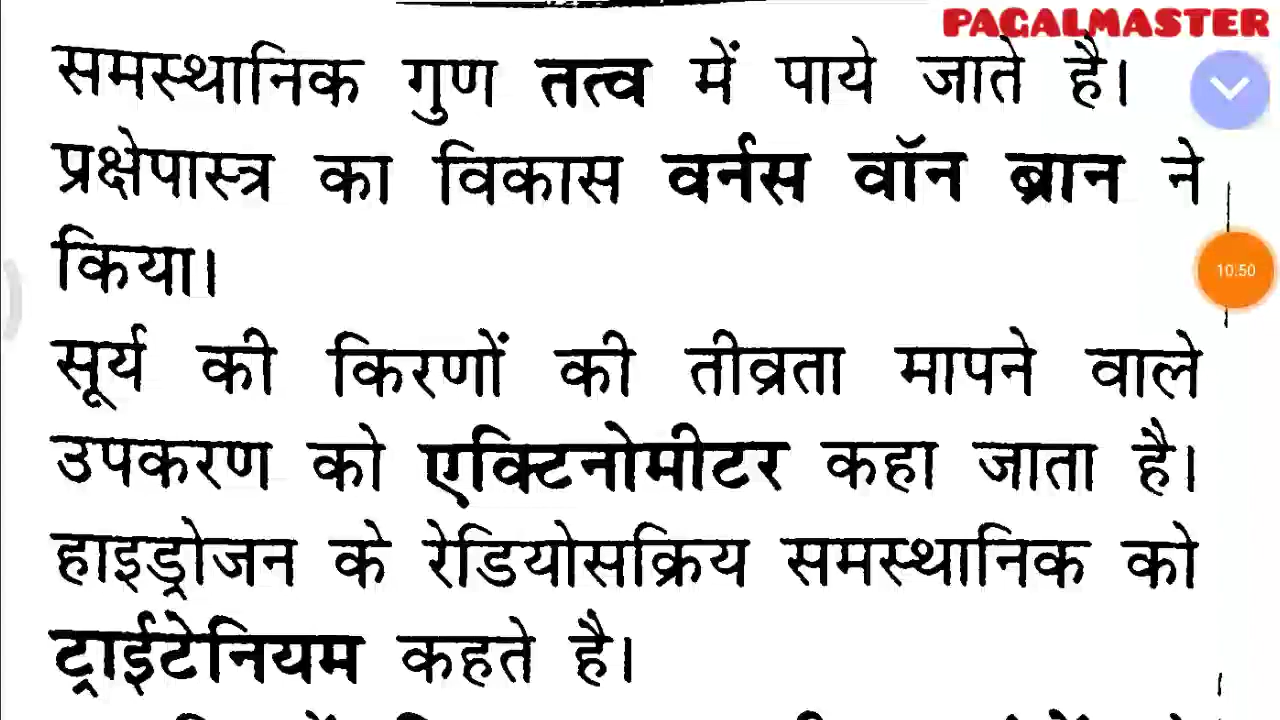 PAGALMASTER
समस्थानिक गुण तत्व में पाये जाते है।
प्रक्षेपास्त्र का विकास वर्नस वॉन ब्रान ने
किया।
10.50
सूर्य की किरणों की तीव्रता मापने वाले
उपकरण को एक्टिनोमीटर कहा जाता है।
हाइड्रोजन के रेडियोसक्रिय समस्थानिक को
ट्राईटेनियम कहते है।